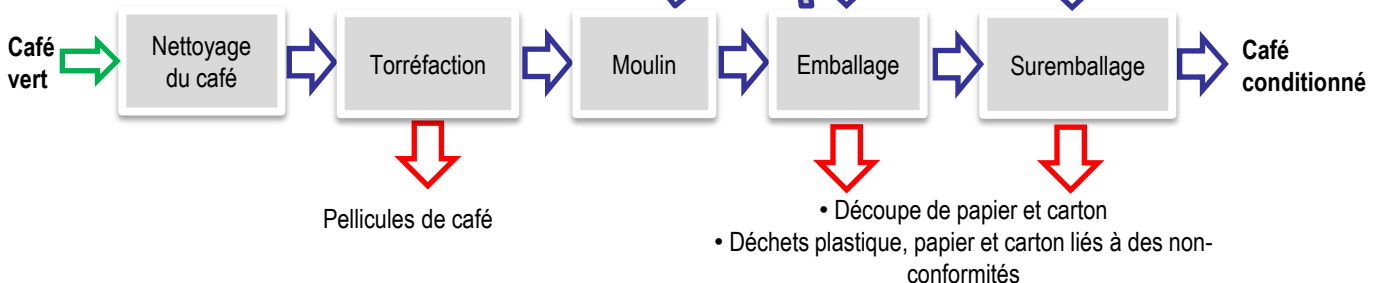 Café
vert
Nettoyage
du café
Torréfaction
Moulin
Emballage
Suremballage
Café
conditionné
Pellicules de café
• Découpe de papier et carton
• Déchets plastique, papier et carton liés à des non-
conformités